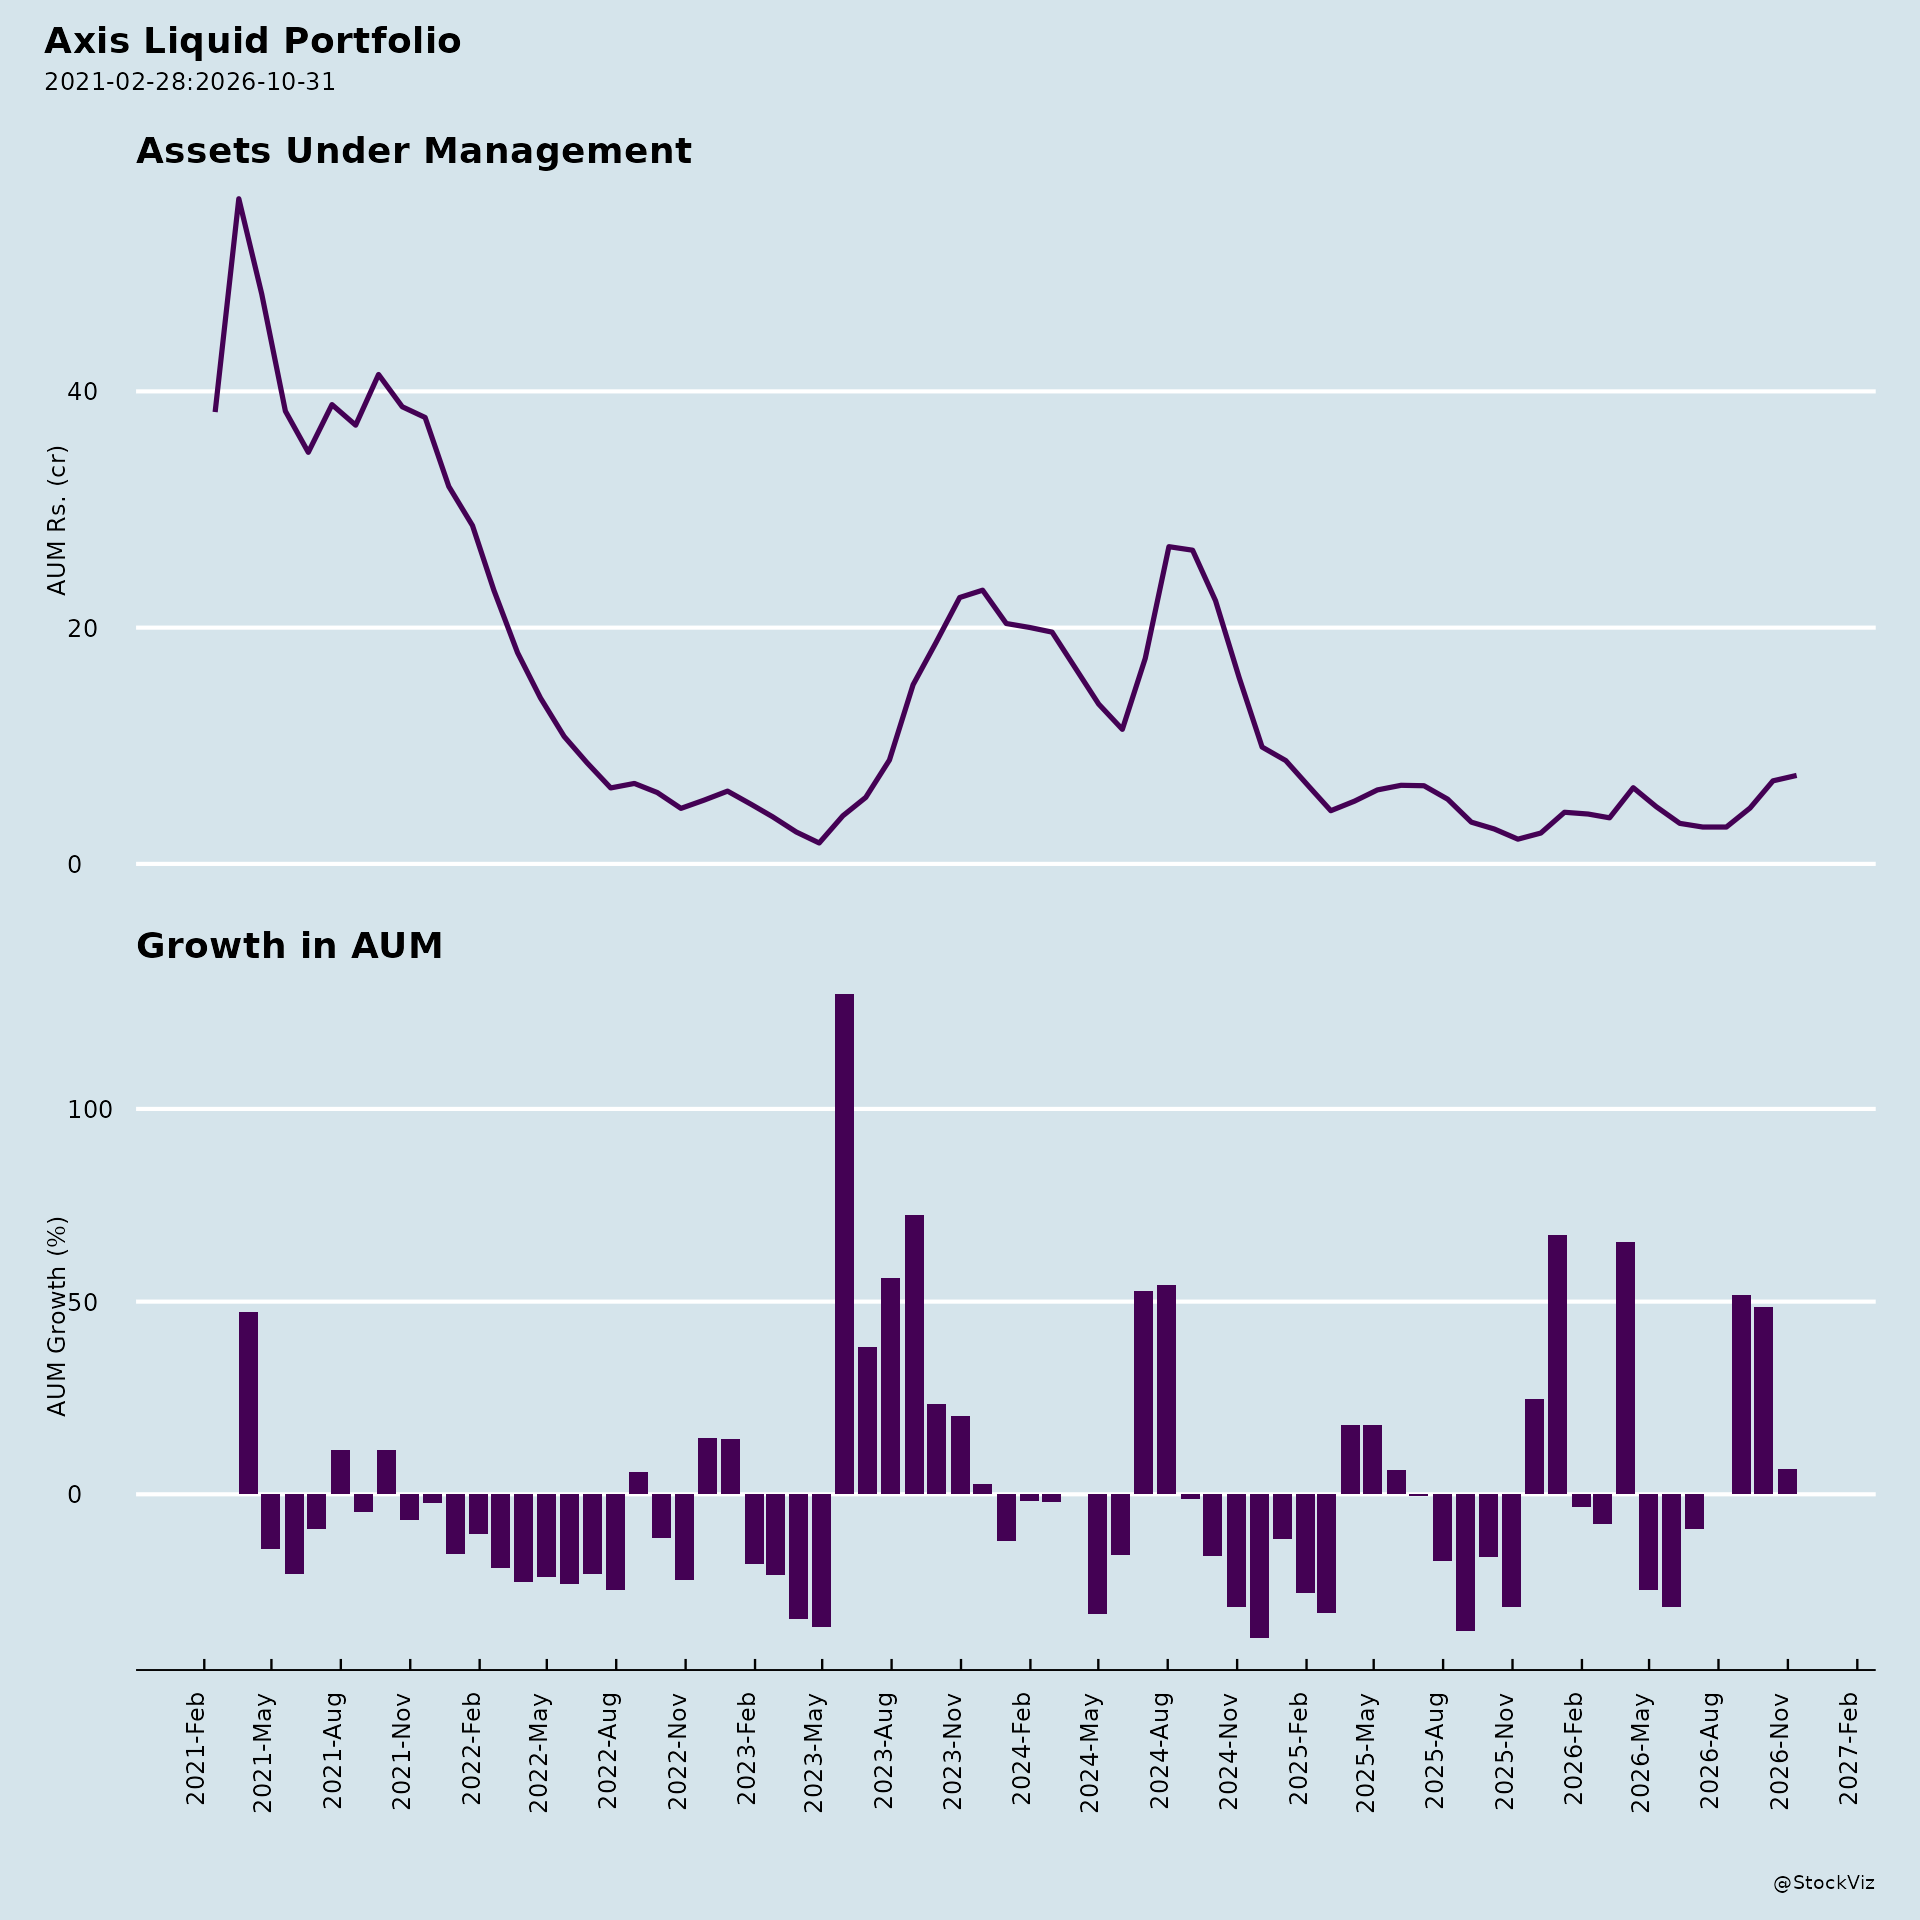 Axis Liquid Portfolio
2021-02-28:2026-10-31
Assets Under Management
AUM Rs. (cr)
40
20
0
Growth in AUM
AUM Growth (%)
100
50
0
2021-Feb
2021-May
2021-Aug
2021-Nov
2022-Feb
2022-May
2022-Aug
2022-Nov
2023-Feb
2023-May
2023-Aug
2023-Nov
2024-Feb
2024-May
2024-Aug
2024-Nov
2025-Feb
2025-May
2025-Aug
2025-Nov
2026-Feb
2026-May
2026-Aug
2026-Nov
2027-Feb
@StockViz